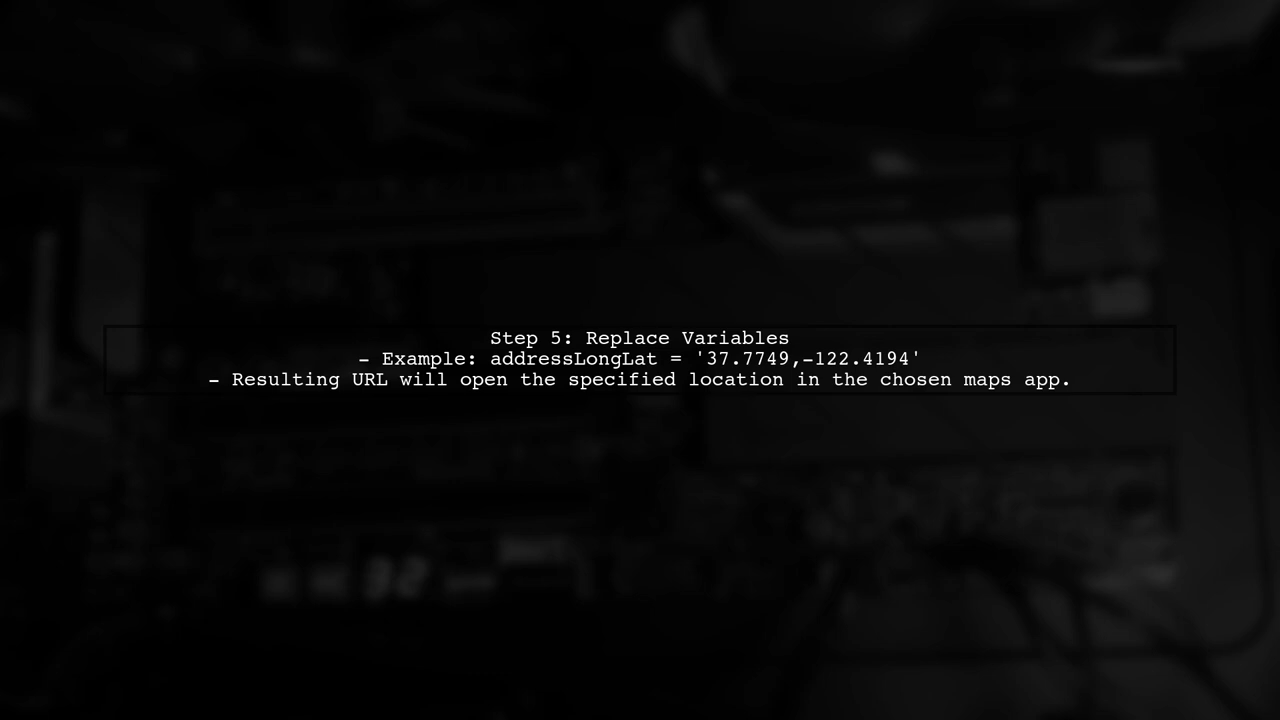 Step 5: Replace Variables
– Example: addressLongLat = '37.7749,–122.4194'
– Resulting URL will open the specified location in the chosen maps app.